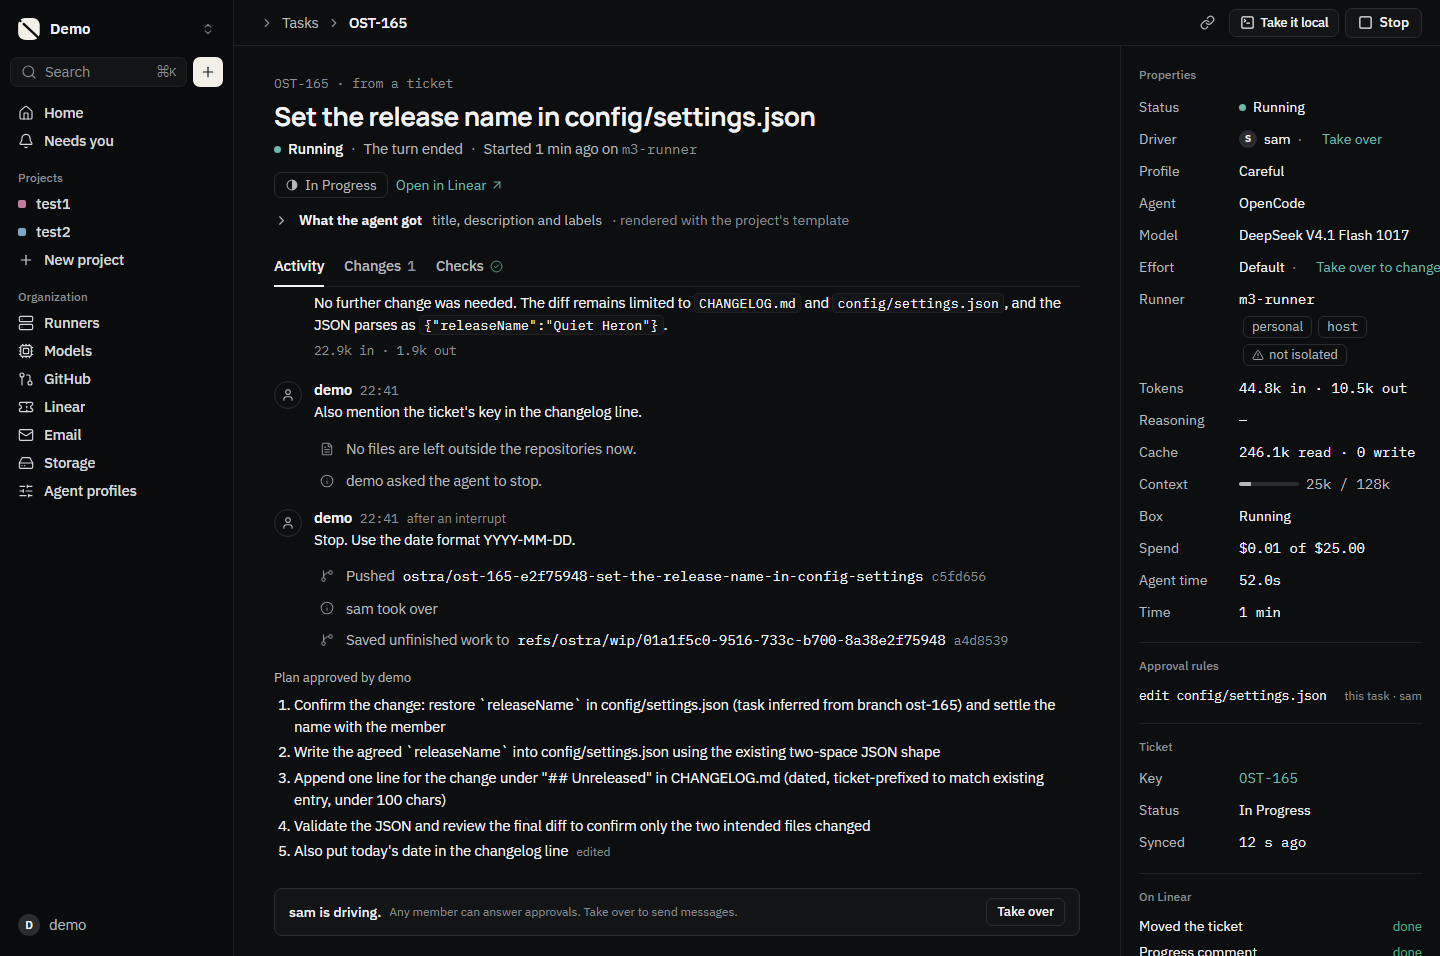 Demo
Search ⌘K
Home
Needs you
Projects
test1
test2
New project
Organization
Runners
Models
GitHub
Linear
Email
Storage
Agent profiles
D demo
Tasks OST-165
Take it local
Stop
OST-165 · from a ticket
Set the release name in config/settings.json
Running · The turn ended · Started 1 min ago on m3-runner
In Progress Open in Linear ↗
What the agent got title, description and labels · rendered with the project's template
Activity Changes 1 Checks
No further change was needed. The diff remains limited to CHANGELOG.md and config/settings.json, and the
JSON parses as {"releaseName":"Quiet Heron"}.
22.9k in · 1.9k out
demo 22:41
Also mention the ticket's key in the changelog line.
No files are left outside the repositories now.
demo asked the agent to stop.
demo 22:41 after an interrupt
Stop. Use the date format YYYY-MM-DD.
Pushed ostra/ost-165-e2f75948-set-the-release-name-in-config-settings c5fd656
sam took over
Saved unfinished work to refs/ostra/wip/01a1f5c0-9516-733c-b700-8a38e2f75948 a4d8539
Plan approved by demo
1. Confirm the change: restore `releaseName` in config/settings.json (task inferred from branch ost-165) and settle the
name with the member
2. Write the agreed `releaseName` into config/settings.json using the existing two-space JSON shape
3. Append one line for the change under "## Unreleased" in CHANGELOG.md (dated, ticket-prefixed to match existing
entry, under 100 chars)
4. Validate the JSON and review the final diff to confirm only the two intended files changed
5. Also put today's date in the changelog line edited
sam is driving. Any member can answer approvals. Take over to send messages.
Take over
Properties
Status Running
Driver S sam · Take over
Profile Careful
Agent OpenCode
Model DeepSeek V4.1 Flash 1017
Effort Default · Take over to change
Runner m3-runner
personal host
not isolated
Tokens 44.8k in · 10.5k out
Reasoning —
Cache 246.1k read · 0 write
Context 25k / 128k
Box Running
Spend $0.01 of $25.00
Agent time 52.0s
Time 1 min
Approval rules
edit config/settings.json this task · sam
Ticket
Key OST-165
Status In Progress
Synced 12 s ago
On Linear
Moved the ticket done
Progress comment done